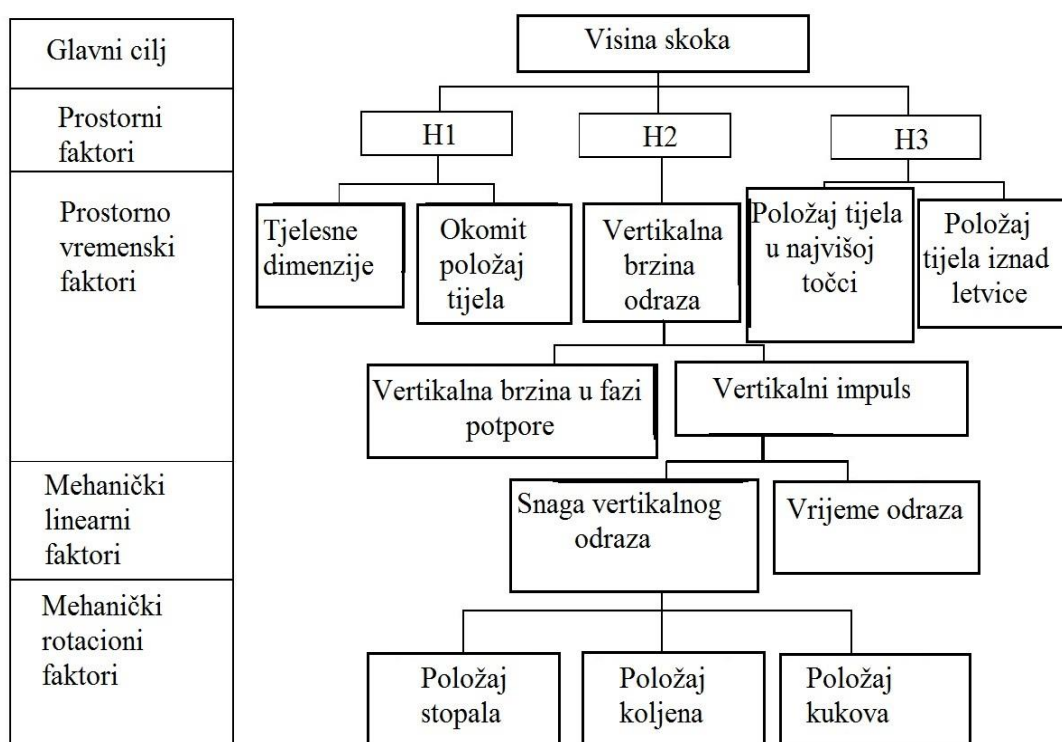 Glavni cilj
Visina skoka
Prostorni
faktori
H1
H2
H3
Prostorno
vremenski
faktori
Tjelesne
dimenzije
Okomit
položaj
tijela
Vertikalna
brzina
odraza
Položaj tijela
u najvišoj
točci
Položaj
tijela iznad
letvice
Vertikalna brzina u fazi
potpore
Vertikalni impuls
Mehanički
linearni
faktori
Snaga vertikalnog
odraza
Vrijeme odraza
Mehanički
rotacioni
faktori
Položaj
stopala
Položaj
koljena
Položaj
kukova